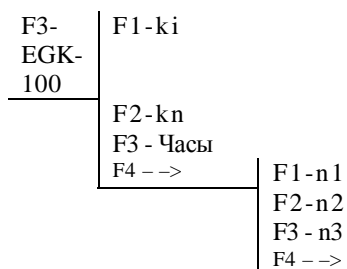 F3-
EGK-
100
F1-ki
F2-kn
F3 - Часы
F4 – –>
F1-n1
F2-n2
F3 - n3
F4 – –>